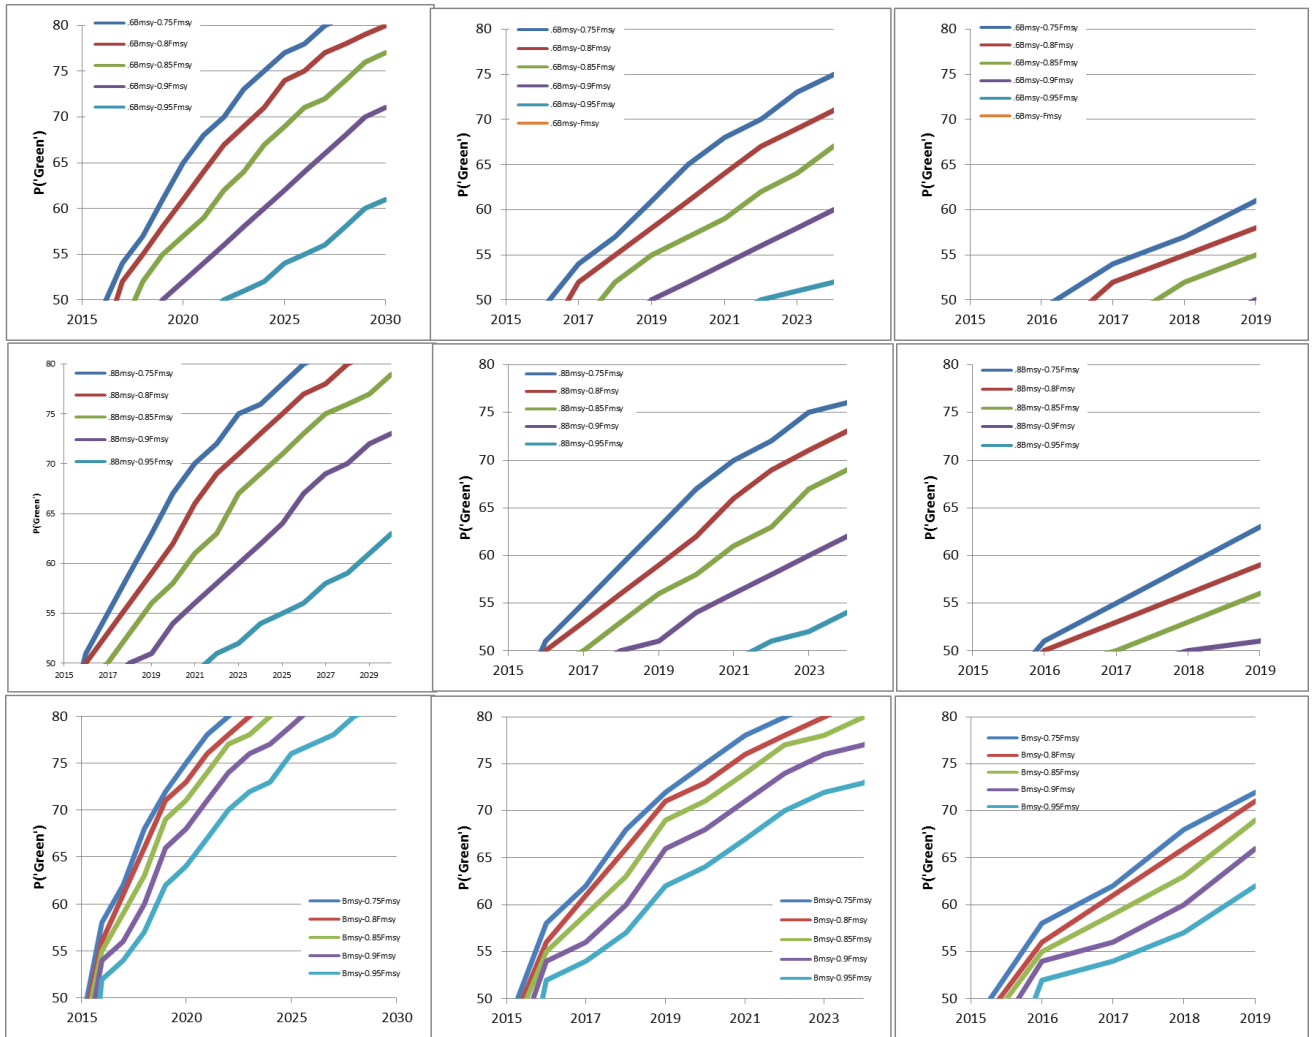 80
75
70
65
60
55
50
P('Green')
.6Bmsy-0.75Fmsy
.6Bmsy-0.8Fmsy
.6Bmsy-0.85Fmsy
.6Bmsy-0.9Fmsy
.6Bmsy-0.95Fmsy
2015 2020 2025 2030
80
75
70
65
60
55
50
P('Green')
.6Bmsy-0.75Fmsy
.6Bmsy-0.8Fmsy
.6Bmsy-0.85Fmsy
.6Bmsy-0.9Fmsy
.6Bmsy-0.95Fmsy
.6Bmsy-Fmsy
2015 2017 2019 2021 2023
80
75
70
65
60
55
50
P('Green')
.6Bmsy-0.75Fmsy
.6Bmsy-0.8Fmsy
.6Bmsy-0.85Fmsy
.6Bmsy-0.9Fmsy
.6Bmsy-0.95Fmsy
.6Bmsy-Fmsy
2015 2016 2017 2018 2019
80
75
70
65
60
55
50
P('Green')
.8Bmsy-0.75Fmsy
.8Bmsy-0.8Fmsy
.8Bmsy-0.85Fmsy
.8Bmsy-0.9Fmsy
.8Bmsy-0.95Fmsy
2015 2017 2019 2021 2023 2025 2027 2029
80
75
70
65
60
55
50
P('Green')
.8Bmsy-0.75Fmsy
.8Bmsy-0.8Fmsy
.8Bmsy-0.85Fmsy
.8Bmsy-0.9Fmsy
.8Bmsy-0.95Fmsy
2015 2017 2019 2021 2023
80
75
70
65
60
55
50
P('Green')
.8Bmsy-0.75Fmsy
.8Bmsy-0.8Fmsy
.8Bmsy-0.85Fmsy
.8Bmsy-0.9Fmsy
.8Bmsy-0.95Fmsy
2015 2016 2017 2018 2019
80
75
70
65
60
55
50
P('Green')
Bmsy-0.75Fmsy
Bmsy-0.8Fmsy
Bmsy-0.85Fmsy
Bmsy-0.9Fmsy
Bmsy-0.95Fmsy
2015 2020 2025 2030
80
75
70
65
60
55
50
P('Green')
Bmsy-0.75Fmsy
Bmsy-0.8Fmsy
Bmsy-0.85Fmsy
Bmsy-0.9Fmsy
Bmsy-0.95Fmsy
2015 2017 2019 2021 2023
80
75
70
65
60
55
50
P('Green')
Bmsy-0.75Fmsy
Bmsy-0.8Fmsy
Bmsy-0.85Fmsy
Bmsy-0.9Fmsy
Bmsy-0.95Fmsy
2015 2016 2017 2018 2019